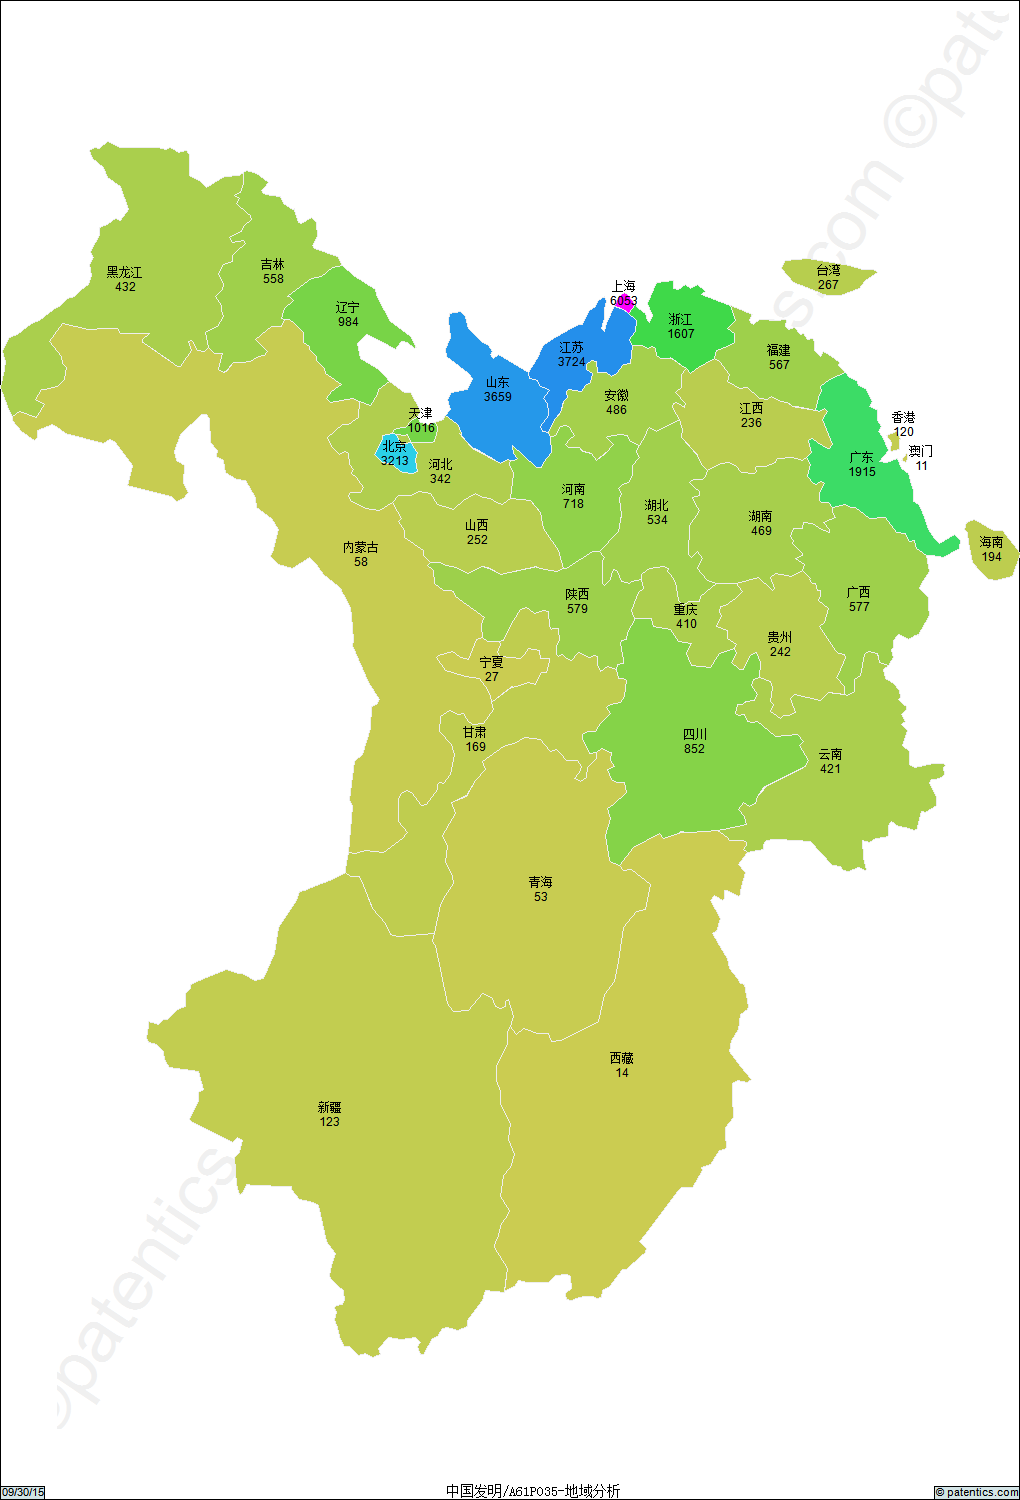 ©patentics.com ©patentics
黑龙江
432
吉林
558
台湾
267
上海
6053
辽宁
984
浙江
1607
江苏
3724
福建
567
山东
3659
安徽
486
江西
236
天津
1016
香港
120
北京
3213
澳门
11
河北
342
广东
1915
河南
718
湖北
534
湖南
469
山西
252
海南
194
内蒙古
58
陕西
579
广西
577
重庆
410
贵州
242
宁夏
27
甘肃
169
四川
852
云南
421
青海
53
西藏
14
新疆
123
09/30/15
中国发明/A61P035-地域分析
© patentics.com